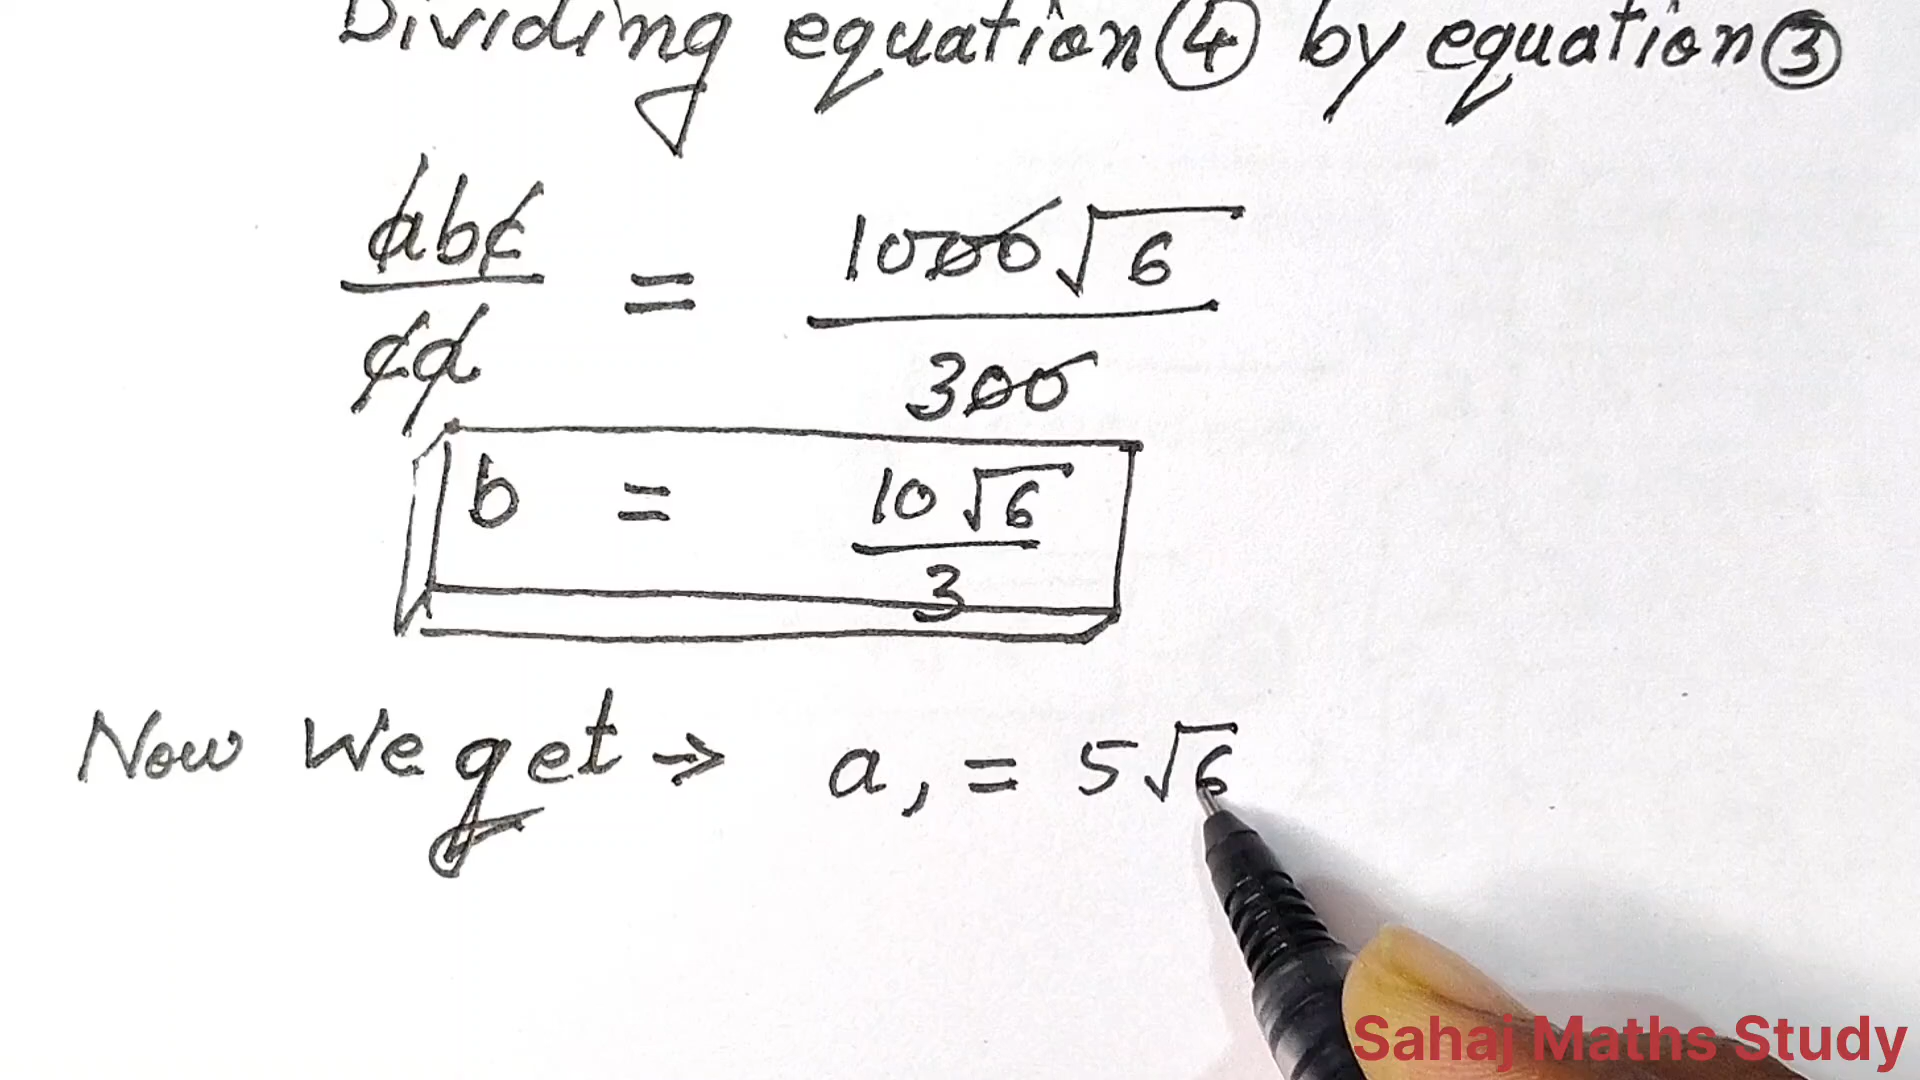 Dividing equation ④ by equation ③
abc/ca = 1000√6/300
b = 10√6/3
Now We get → a, = 5√6
Sahaj Maths Study